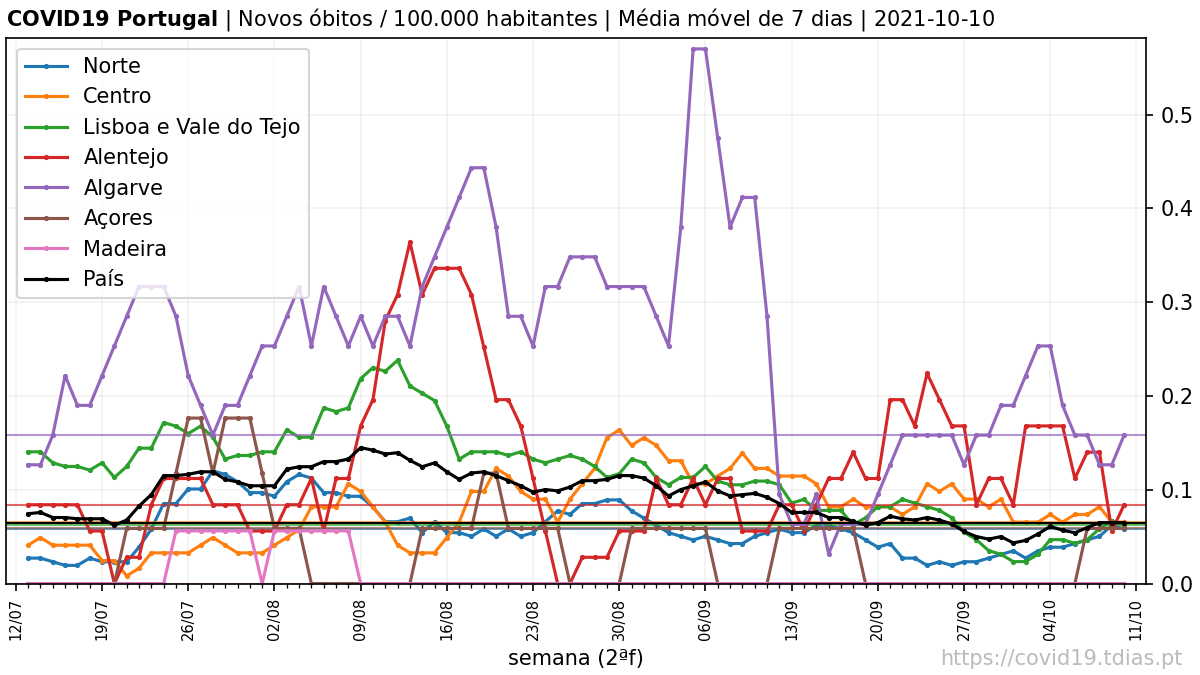 COVID19 Portugal | Novos óbitos / 100.000 habitantes | Média móvel de 7 dias | 2021-10-10
Norte
Centro
Lisboa e Vale do Tejo
Alentejo
Algarve
Açores
Madeira
País
0.5
0.4
0.3
0.2
0.1
0.0
12/07
19/07
26/07
02/08
09/08
16/08
23/08
30/08
06/09
13/09
20/09
27/09
04/10
11/10
semana (2ªf)
https://covid19.tdias.pt